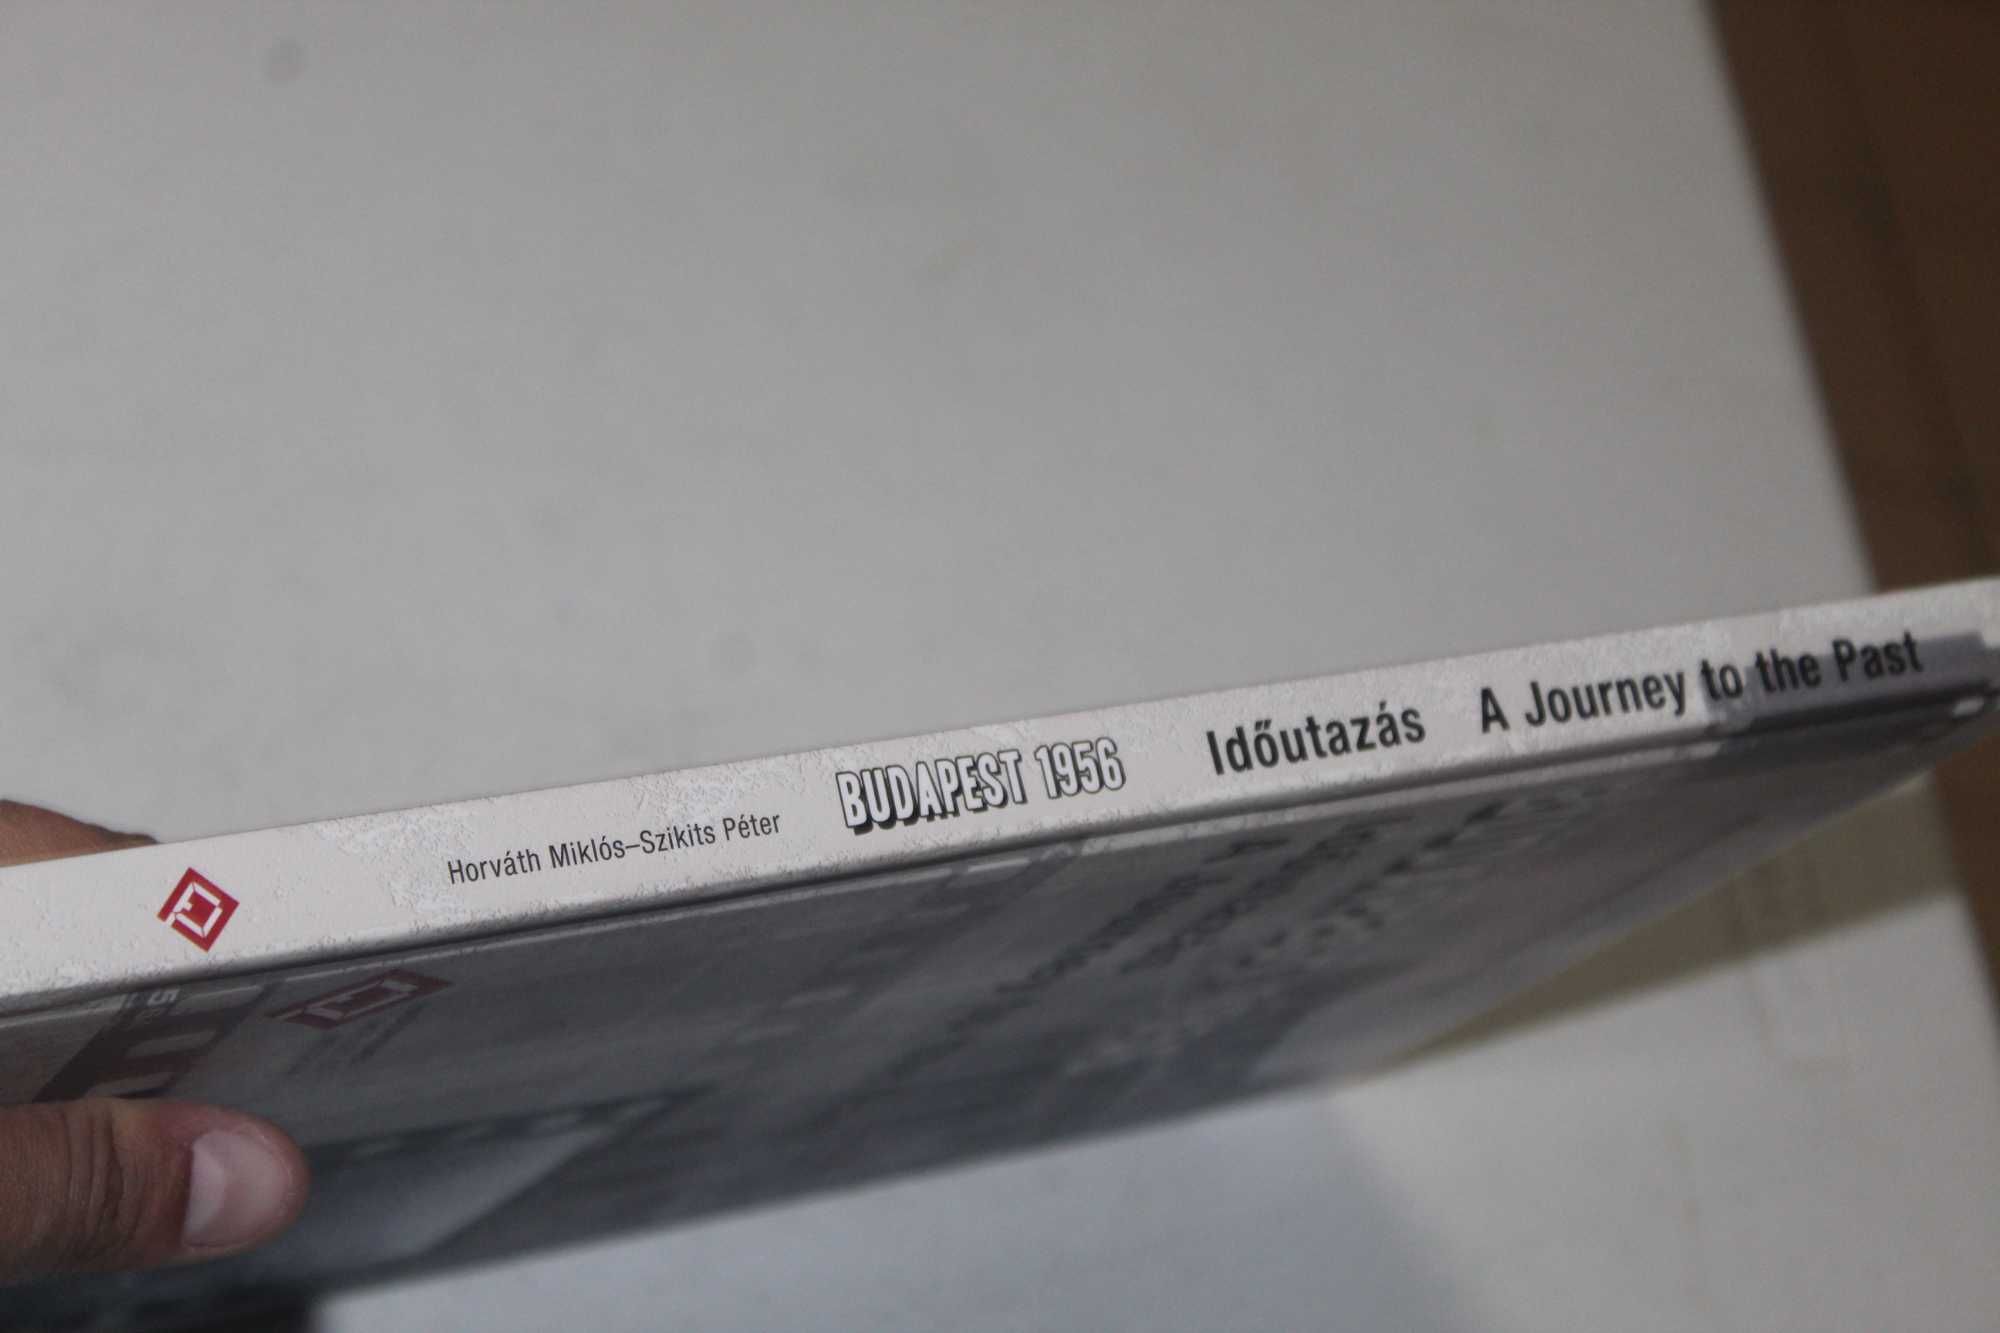 Horváth Miklós–Szikits Péter BUDAPEST 1956 Időutazás A Journey to the Past